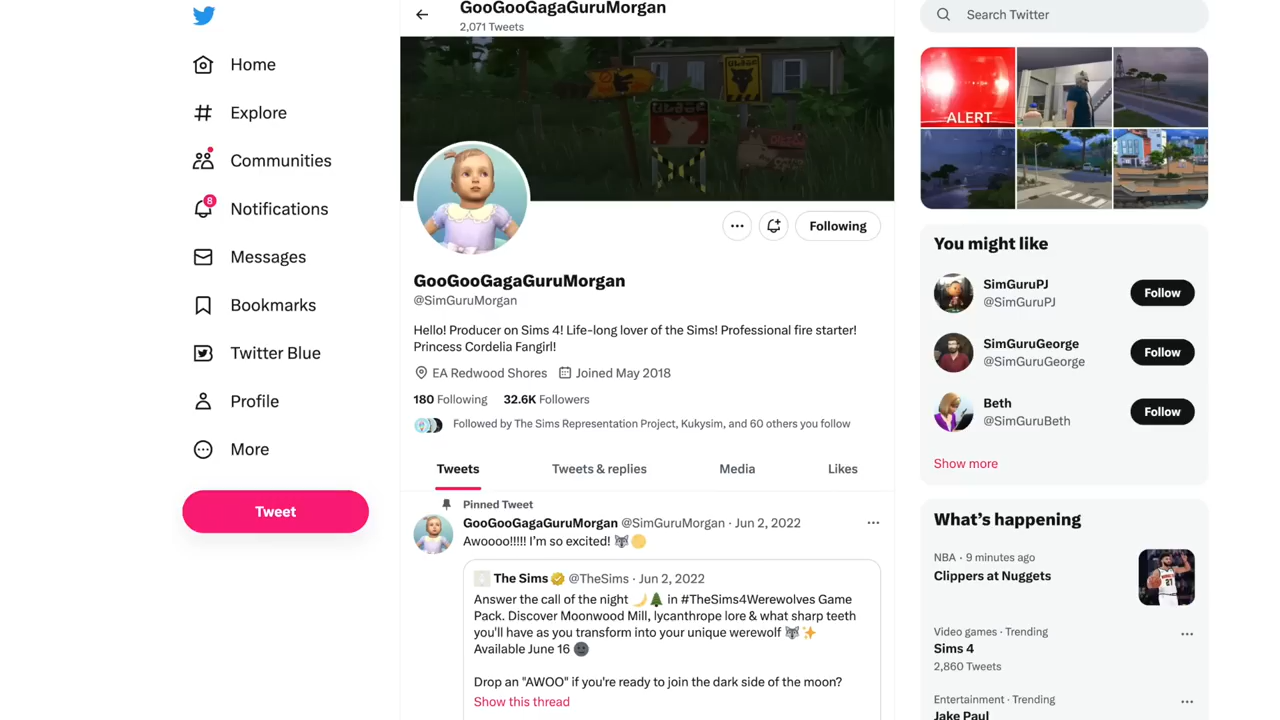 GooGooGagaGuruMorgan
2,071 Tweets
Search Twitter
Home
Explore
Communities
8
Notifications
Messages
Bookmarks
Twitter Blue
Profile
More
Tweet
ALERT
Following
GooGooGagaGuruMorgan
@SimGuruMorgan
Hello! Producer on Sims 4! Life-long lover of the Sims! Professional fire starter!
Princess Cordelia Fangirl!
EA Redwood Shores Joined May 2018
180 Following 32.6K Followers
Followed by The Sims Representation Project, Kukysim, and 60 others you follow
Tweets Tweets & replies Media Likes
Pinned Tweet
GooGooGagaGuruMorgan @SimGuruMorgan · Jun 2, 2022
Awoooo!!!!! I'm so excited! 🐺🌕
The Sims @TheSims · Jun 2, 2022
Answer the call of the night 🌙🌲 in #TheSims4Werewolves Game
Pack. Discover Moonwood Mill, lycanthrope lore & what sharp teeth
you'll have as you transform into your unique werewolf 🐺✨
Available June 16 🌚
Drop an "AWOO" if you're ready to join the dark side of the moon?
Show this thread
You might like
SimGuruPJ
@SimGuruPJ
Follow
SimGuruGeorge
@SimGuruGeorge
Follow
Beth
@SimGuruBeth
Follow
Show more
What's happening
NBA · 9 minutes ago
Clippers at Nuggets
Video games · Trending
Sims 4
2,860 Tweets
Entertainment · Trending
Jake Paul